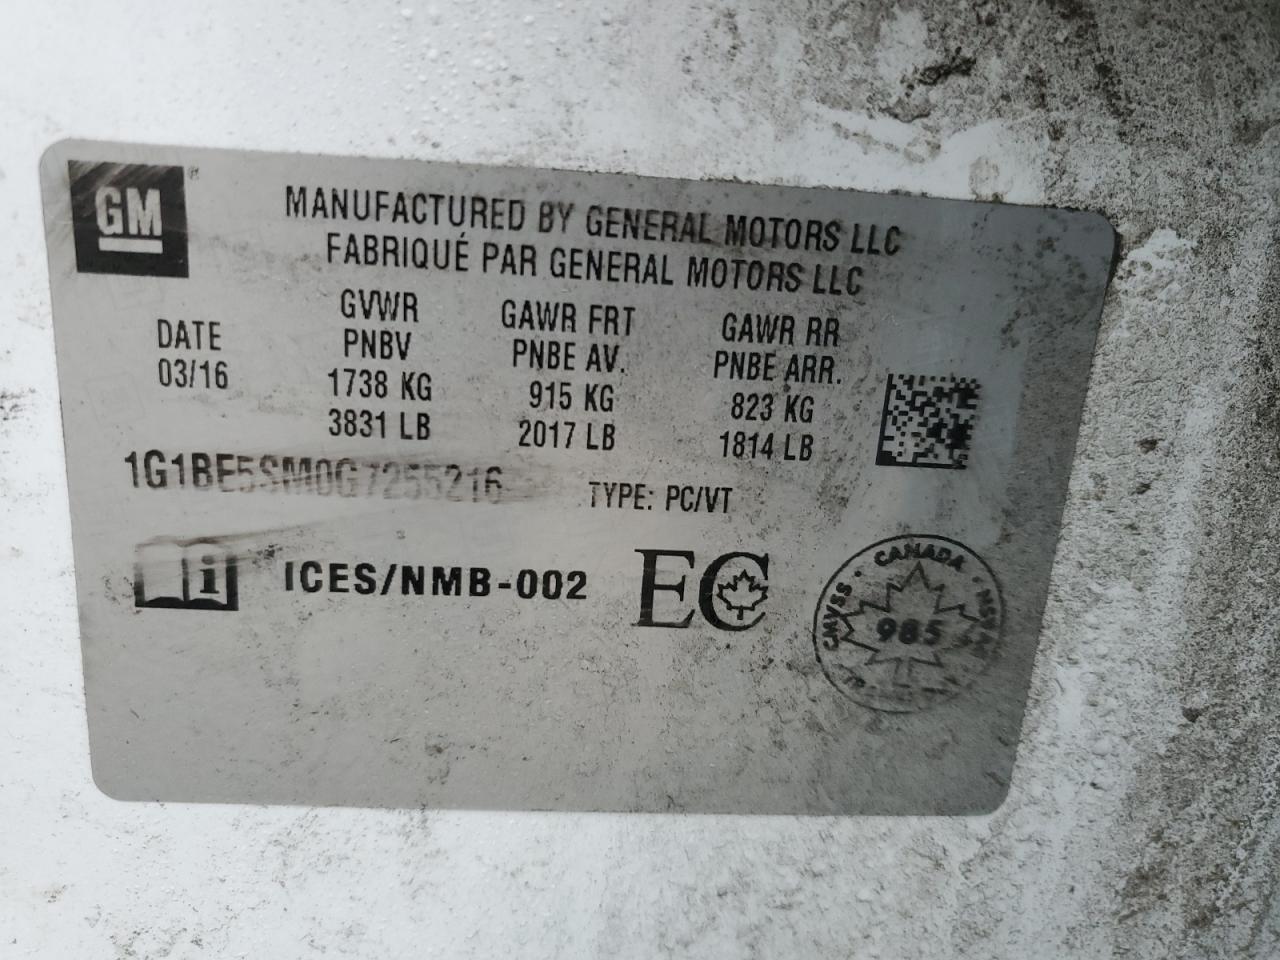 GM
MANUFACTURED BY GENERAL MOTORS LLC
FABRIQUÉ PAR GENERAL MOTORS LLC
DATE
03/16
GVWR
PNBV
1738 KG
3831 LB
GAWR FRT
PNBE AV.
915 KG
2017 LB
GAWR RR
PNBE ARR.
823 KG
1814 LB
1G1BE5SM0G7255216
TYPE: PC/VT
i
ICES/NMB-002
EC
CMVSS · CANADA · NSVAC
985